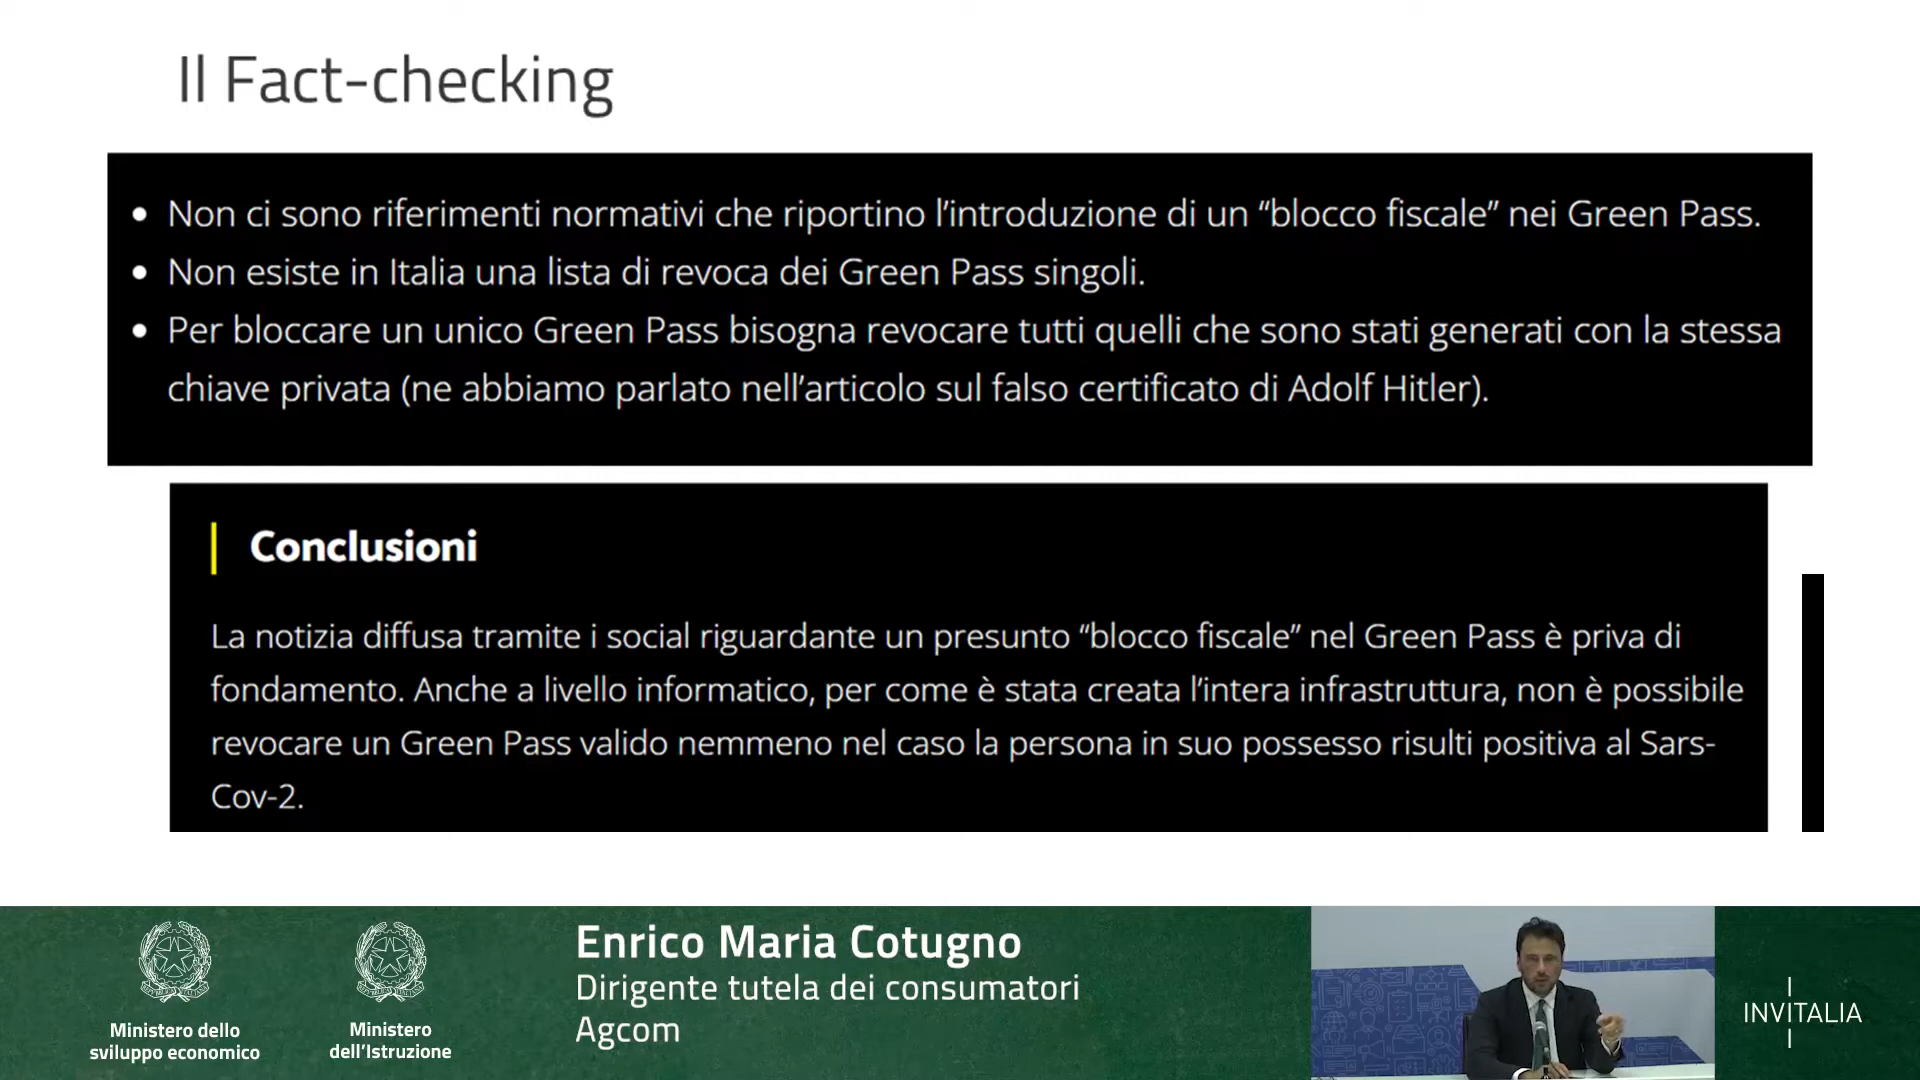 Il Fact-checking
• Non ci sono riferimenti normativi che riportino l’introduzione di un “blocco fiscale” nei Green Pass.
• Non esiste in Italia una lista di revoca dei Green Pass singoli.
• Per bloccare un unico Green Pass bisogna revocare tutti quelli che sono stati generati con la stessa
chiave privata (ne abbiamo parlato nell’articolo sul falso certificato di Adolf Hitler).
Conclusioni
La notizia diffusa tramite i social riguardante un presunto “blocco fiscale” nel Green Pass è priva di
fondamento. Anche a livello informatico, per come è stata creata l’intera infrastruttura, non è possibile
revocare un Green Pass valido nemmeno nel caso la persona in suo possesso risulti positiva al Sars-
Cov-2.
Ministero dello
sviluppo economico
Ministero
dell’Istruzione
Enrico Maria Cotugno
Dirigente tutela dei consumatori
Agcom
INVITALIA